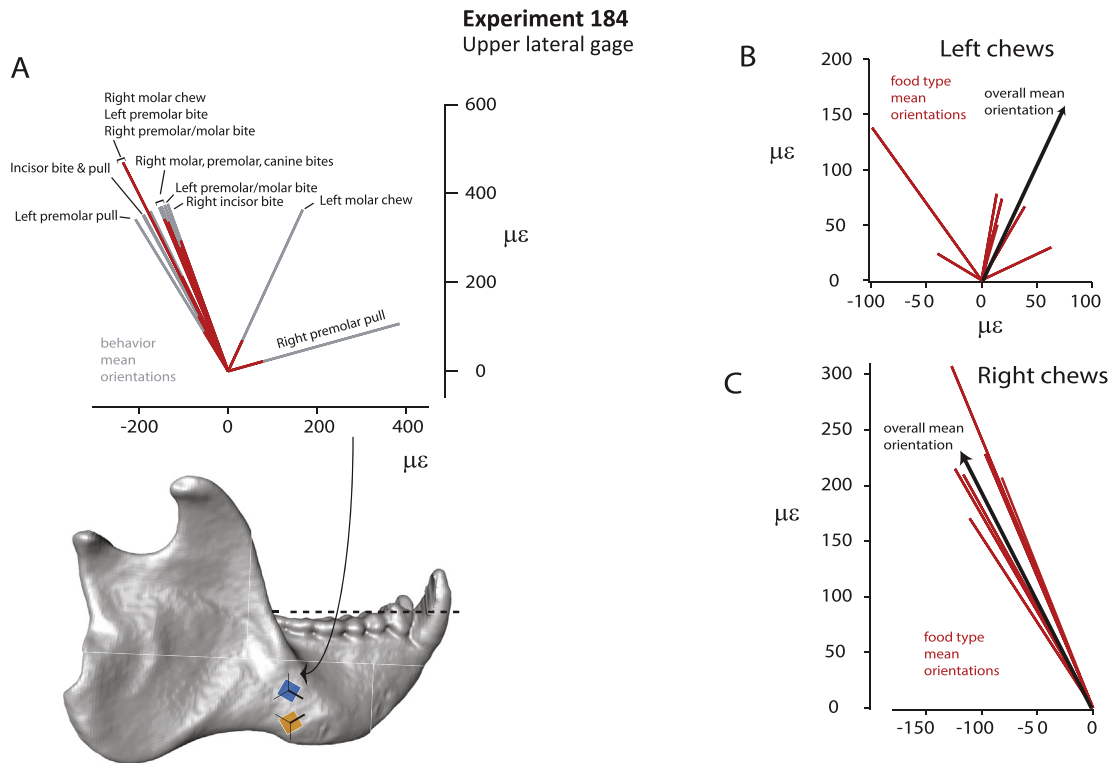 Experiment 184
Upper lateral gage
A
Right molar chew
Left premolar bite
Right premolar/molar bite
Incisor bite & pull
Right molar, premolar, canine bites
Left premolar/molar bite
Right incisor bite
Left premolar pull
Left molar chew
Right premolar pull
behavior
mean
orientations
600
400
με
200
0
-200
0
200
400
με
B
Left chews
200
150
με
100
50
0
food type
mean
orientations
overall mean
orientation
-100
-50
0
50
100
με
C
Right chews
300
250
200
με
150
100
50
0
overall mean
orientation
food type
mean
orientations
-150
-100
-5 0
0